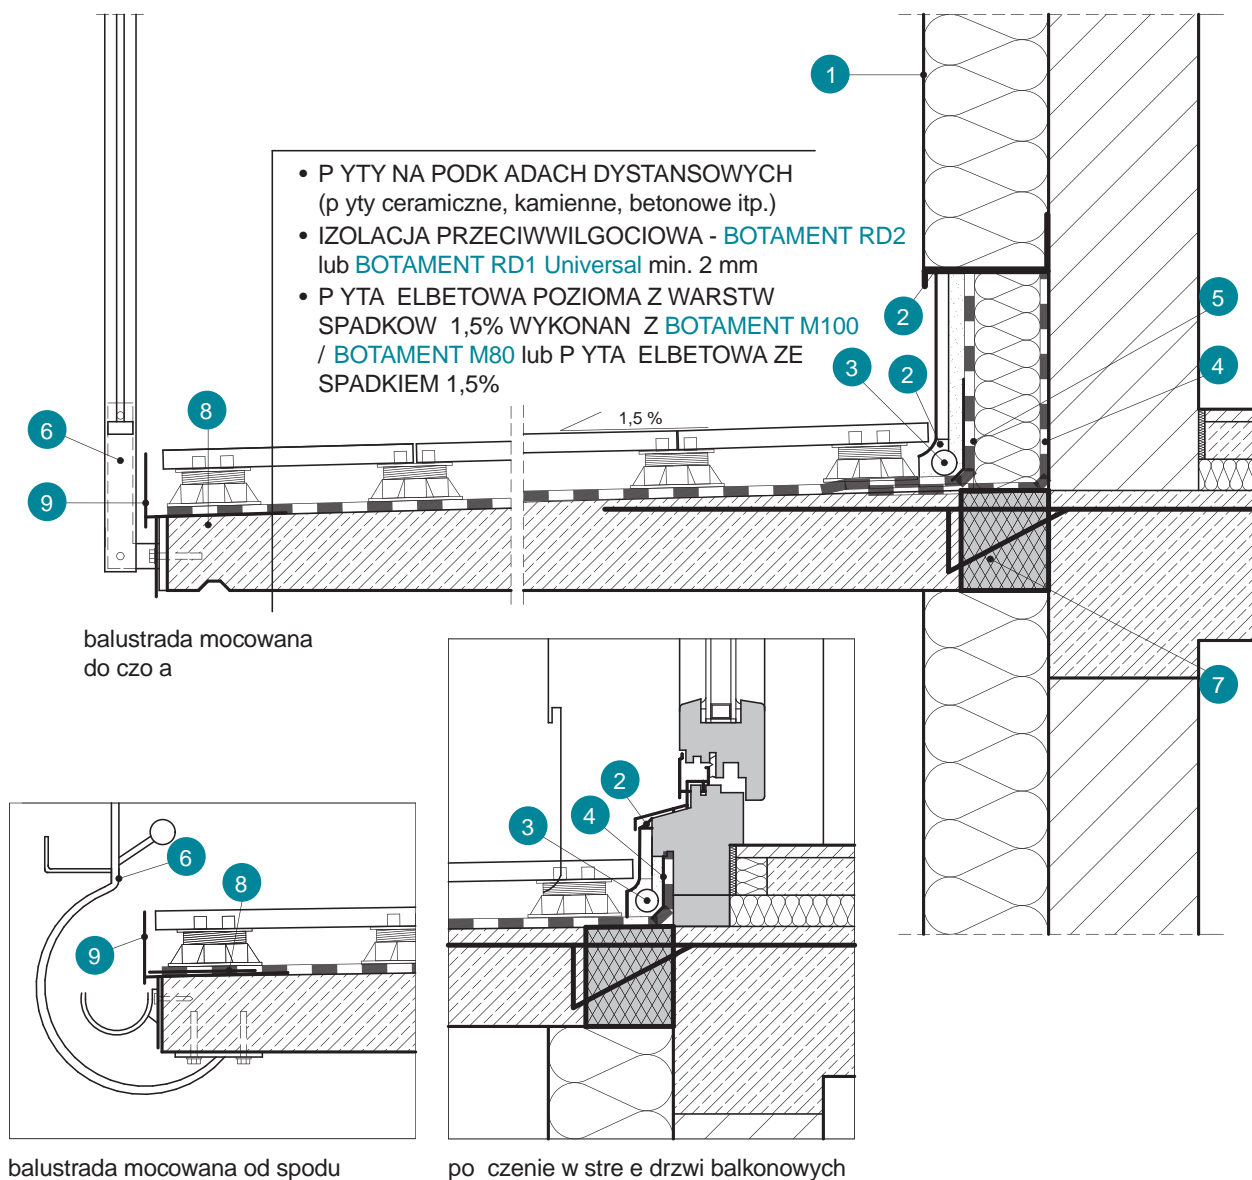 1
• P YTY NA PODK ADACH DYSTANSOWYCH
(p yty ceramiczne, kamienne, betonowe itp.)
• IZOLACJA PRZECIWWILGOCIOWA - BOTAMENT RD2
lub BOTAMENT RD1 Universal min. 2 mm
• P YTA ELBETOWA POZIOMA Z WARSTW
SPADKOW 1,5% WYKONAN Z BOTAMENT M100
/ BOTAMENT M80 lub P YTA ELBETOWA ZE
SPADKIEM 1,5%
2
5
3
2
4
8
1,5 %
6
9
7
balustrada mocowana
do czo a
6
8
9
balustrada mocowana od spodu
2
4
3
po czenie w stre e drzwi balkonowych